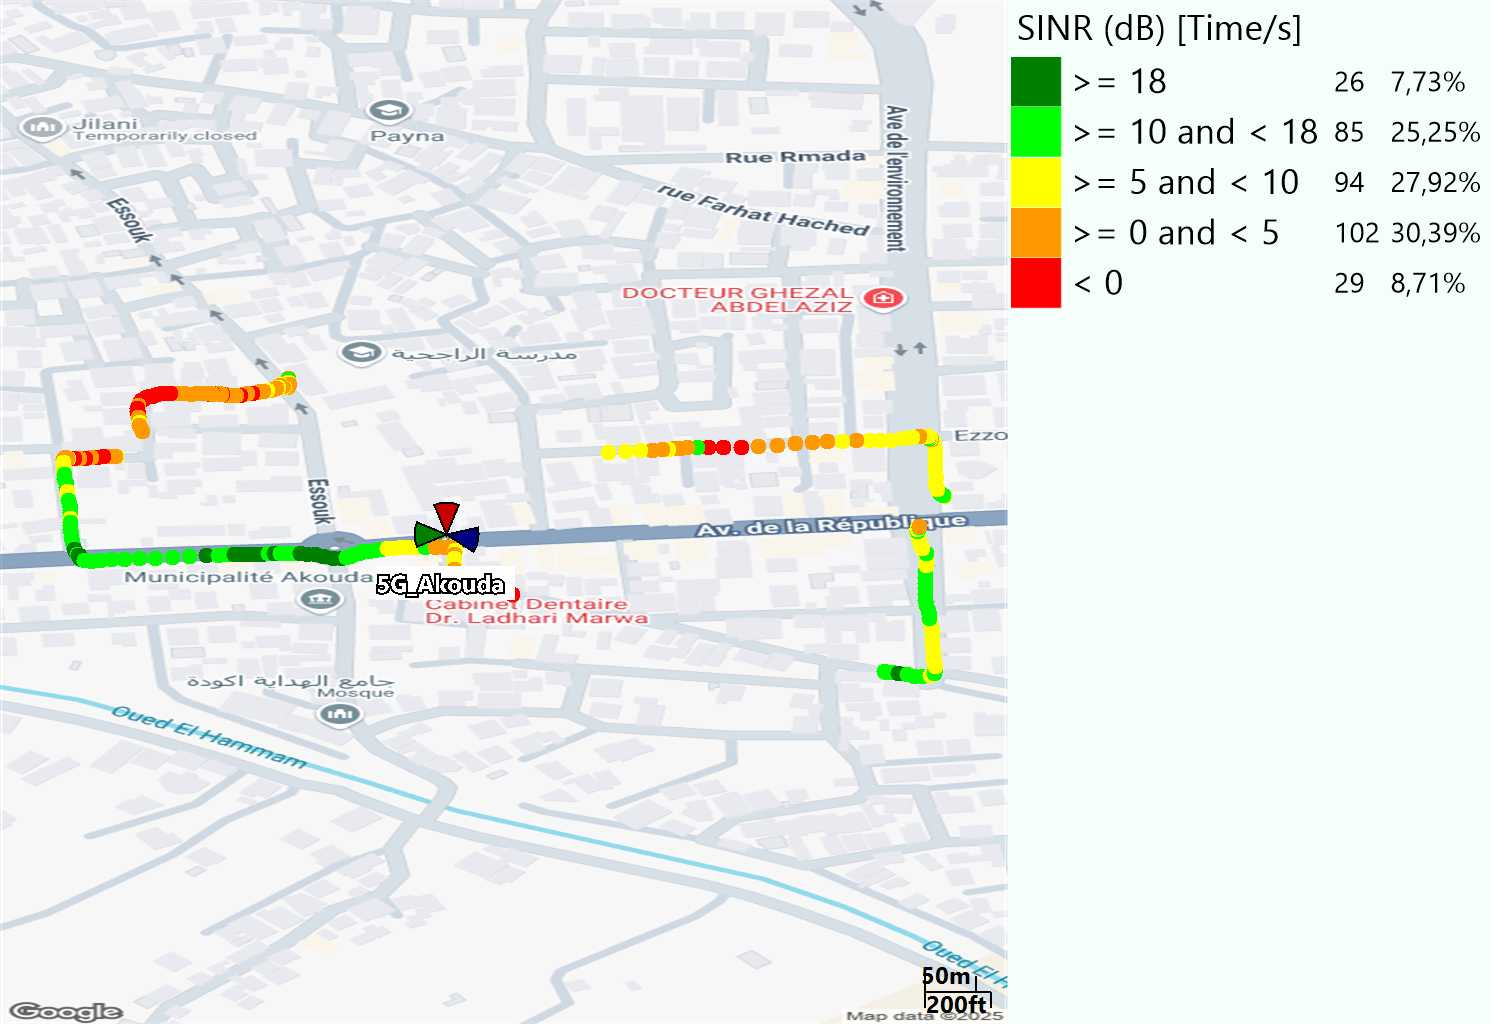 SINR (dB) [Time/s]
>= 18 26 7,73%
>= 10 and < 18 85 25,25%
>= 5 and < 10 94 27,92%
>= 0 and < 5 102 30,39%
< 0 29 8,71%
Jilani
Temporarily closed
Payna
Ave de l'environnement
Rue Rmada
rue Farhat Hached
Essouk
DOCTEUR GHEZAL
ABDELAZIZ
مدرسة الراجحية
Ezzo
Essouk
Av. de la République
Municipalité Akouda
5G_Akouda
Cabinet Dentaire
Dr. Ladhari Marwa
جامع الهداية اكودة
Mosque
Oued El Hammam
Oued El H
50m
200ft
Google
Map data ©2025